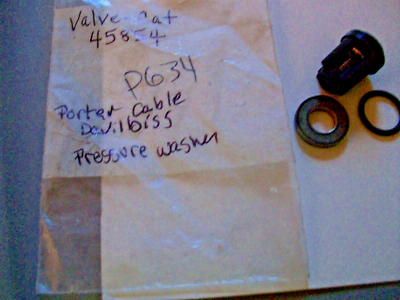 Valve Cat
45854
P634
Porter Cable
Devilbiss
Pressure washer